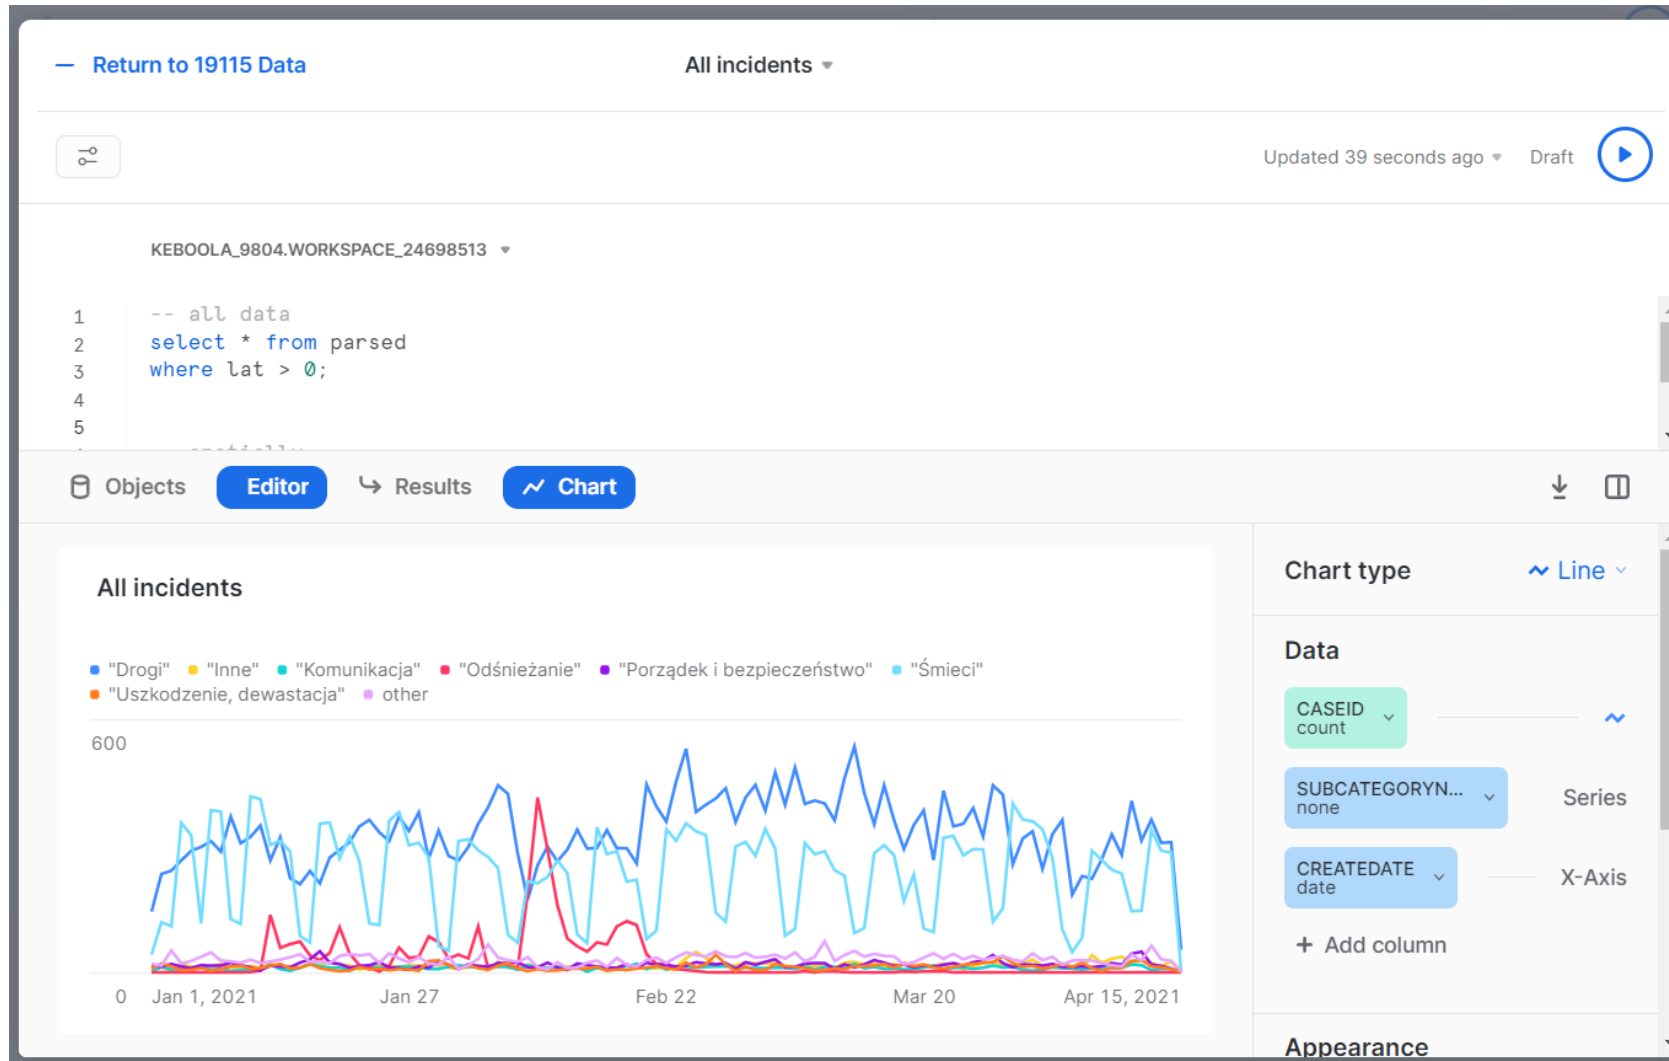 Return to 19115 Data
All incidents
Updated 39 seconds ago
Draft
KEBOOLA_9804.WORKSPACE_24698513
1 -- all data
2 select * from parsed
3 where lat > 0;
4
5
Objects
Editor
Results
Chart
All incidents
"Drogi" "Inne" "Komunikacja" "Odśnieżanie" "Porządek i bezpieczeństwo" "Śmieci"
"Uszkodzenie, dewastacja" other
600
0 Jan 1, 2021 Jan 27 Feb 22 Mar 20 Apr 15, 2021
Chart type
Line
Data
CASEID
count
SUBCATEGORYN...
none
Series
CREATEDATE
date
X-Axis
+ Add column
Appearance